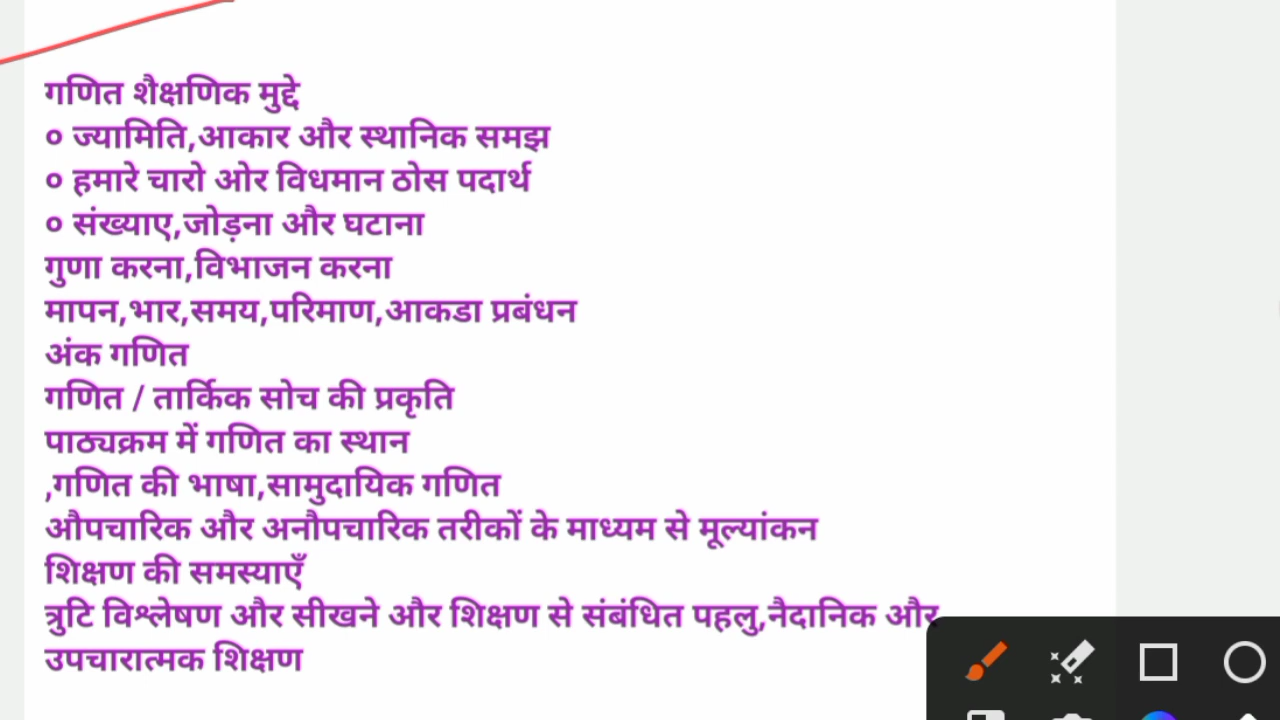 गणित शैक्षणिक मुद्दे
० ज्यामिति,आकार और स्थानिक समझ
० हमारे चारो ओर विधमान ठोस पदार्थ
० संख्याए,जोड़ना और घटाना
गुणा करना,विभाजन करना
मापन,भार,समय,परिमाण,आकडा प्रबंधन
अंक गणित
गणित / तार्किक सोच की प्रकृति
पाठ्यक्रम में गणित का स्थान
,गणित की भाषा,सामुदायिक गणित
औपचारिक और अनौपचारिक तरीकों के माध्यम से मूल्यांकन
शिक्षण की समस्याएँ
त्रुटि विश्लेषण और सीखने और शिक्षण से संबंधित पहलु,नैदानिक और
उपचारात्मक शिक्षण